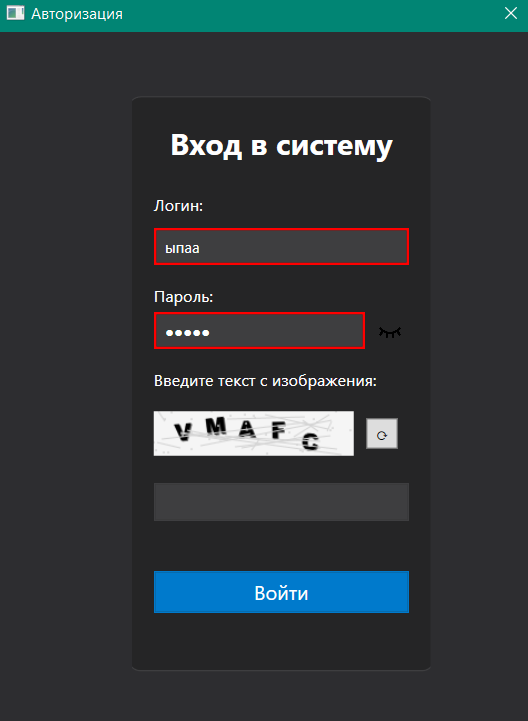 Авторизация
Вход в систему
Логин:
ыпаа
Пароль:
●●●●●
Введите текст с изображения:
VMAFC
Войти